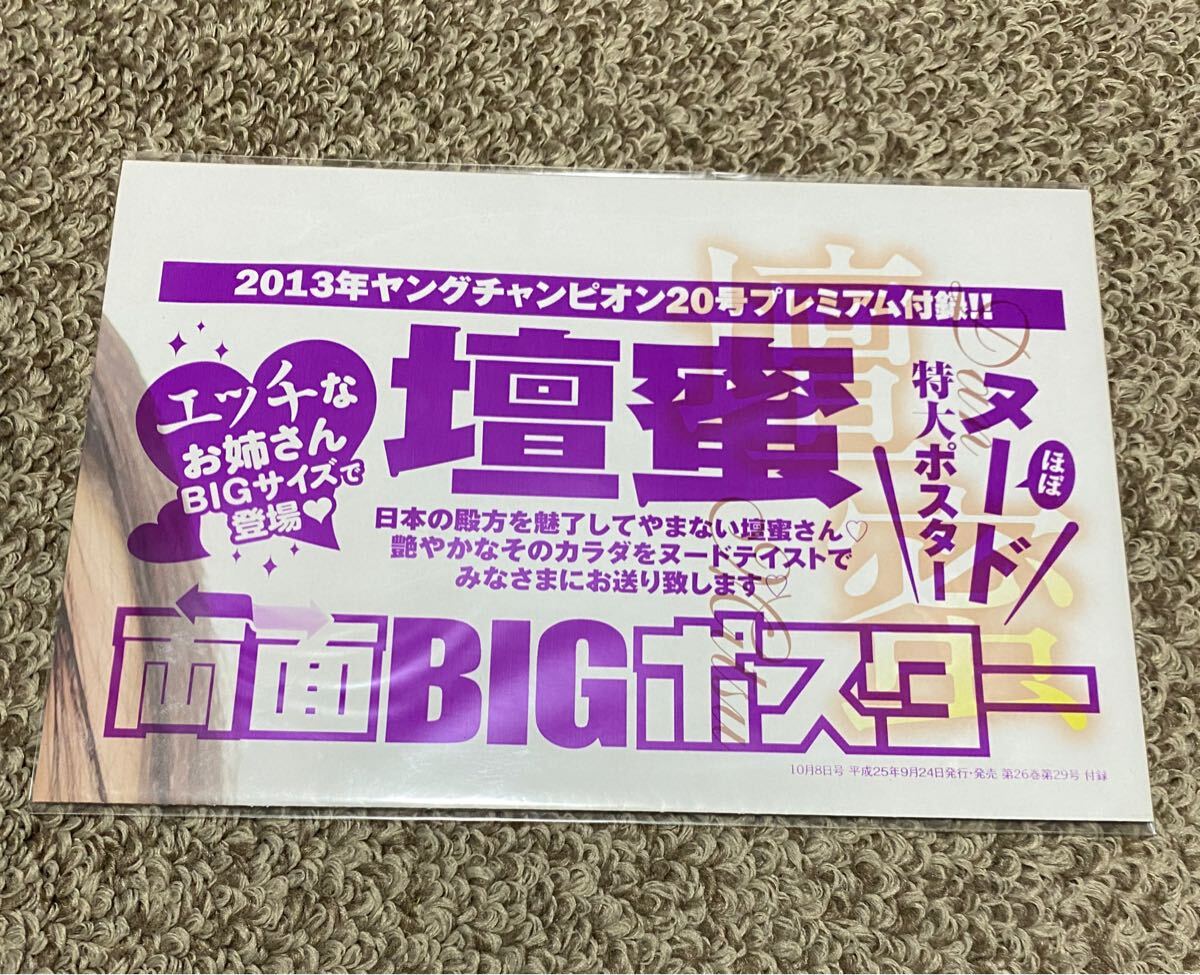 2013年ヤングチャンピオン20号プレミアム付録!!
エッチな
お姉さん
BIGサイズで
登場♥
壇蜜
ほぼ
ヌード
特大ポスター
日本の殿方を魅了してやまない壇蜜さん♡
艶やかなそのカラダをヌードテイストで
みなさまにお送り致します♡
両面BIGポスター
壇蜜
10月8日号 平成25年9月24日発行・発売 第26巻第29号 付録